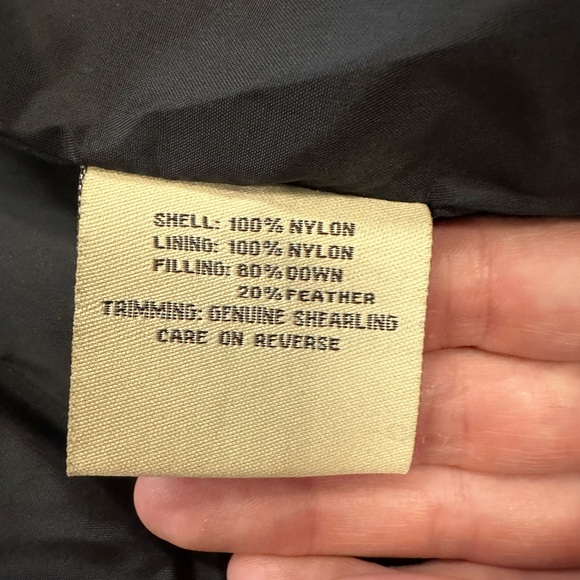 SHELL: 100% NYLON
LINING: 100% NYLON
FILLING: 80% DOWN
20% FEATHER
TRIMMING: GENUINE SHEARLING
CARE ON REVERSE